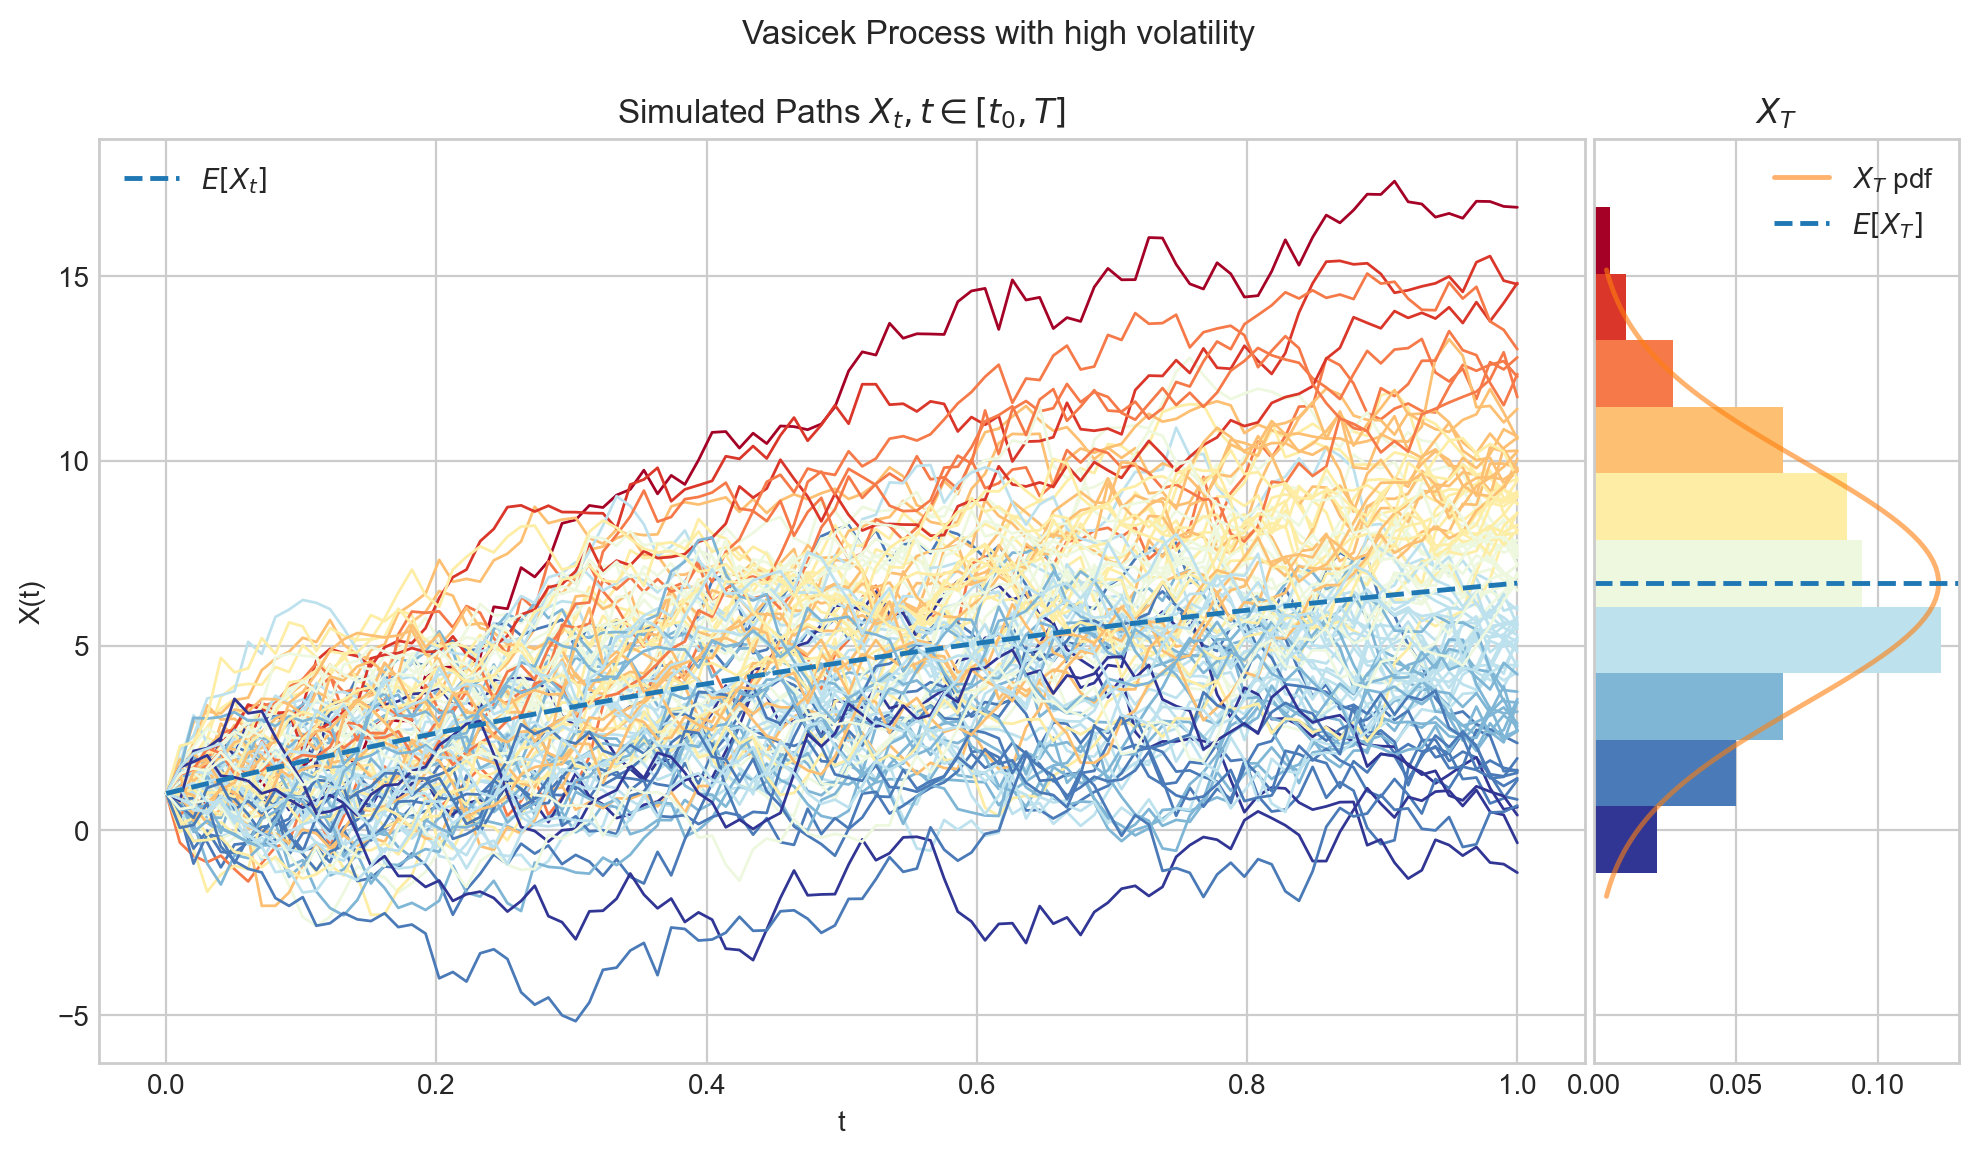 Vasicek Process with high volatility
Simulated Paths $X_t, t \in [t_0, T]$
$X_T$
$E[X_t]$
$X_T$ pdf
$E[X_T]$
15
10
5
0
−5
X(t)
0.0 0.2 0.4 0.6 0.8 1.0
0.00 0.05 0.10
t